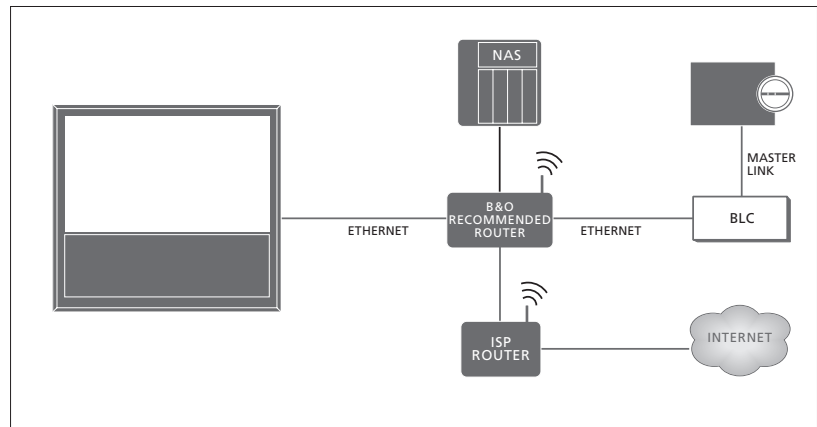 NAS
MASTER
LINK
B&O
RECOMMENDED
ROUTER
ETHERNET
ETHERNET
BLC
ISP
ROUTER
INTERNET